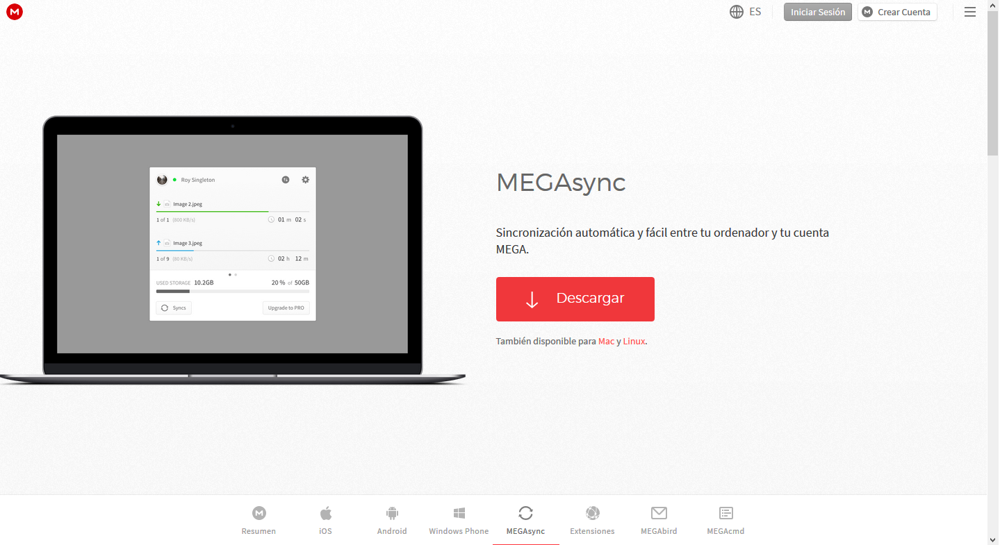 M
ES
Iniciar Sesión
M Crear Cuenta
Roy Singleton
Image 2.jpeg
1 of 1 (800 KB/s) 01 m 02 s
Image 3.jpeg
1 of 9 (80 KB/s) 02 h 12 m
USED STORAGE 10.2GB 20 % of 50GB
Syncs
Upgrade to PRO
MEGAsync
Sincronización automática y fácil entre tu ordenador y tu cuenta
MEGA.
Descargar
También disponible para Mac y Linux.
M
Resumen
iOS
Android
Windows Phone
MEGAsync
Extensiones
MEGAbird
MEGAcmd